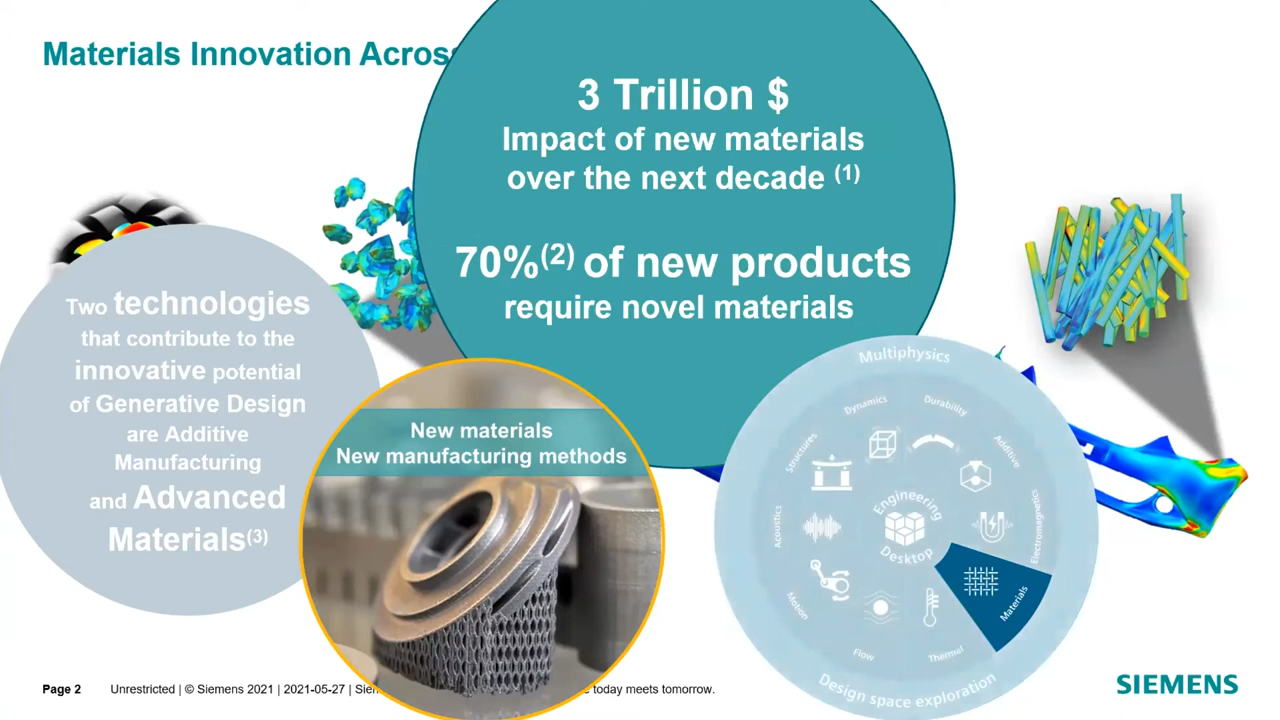 Materials Innovation Across
3 Trillion $
Impact of new materials
over the next decade (1)
70%(2) of new products
require novel materials
Two technologies
that contribute to the
innovative potential
of Generative Design
are Additive
Manufacturing
and Advanced
Materials(3)
New materials
New manufacturing methods
Multiphysics
Dynamics
Durability
Structures
Additive
Acoustics
Engineering
Desktop
Electromagnetics
Motion
Materials
Flow
Thermal
Design space exploration
Page 2
Unrestricted | © Siemens 2021 | 2021-05-27 |
today meets tomorrow.
SIEMENS